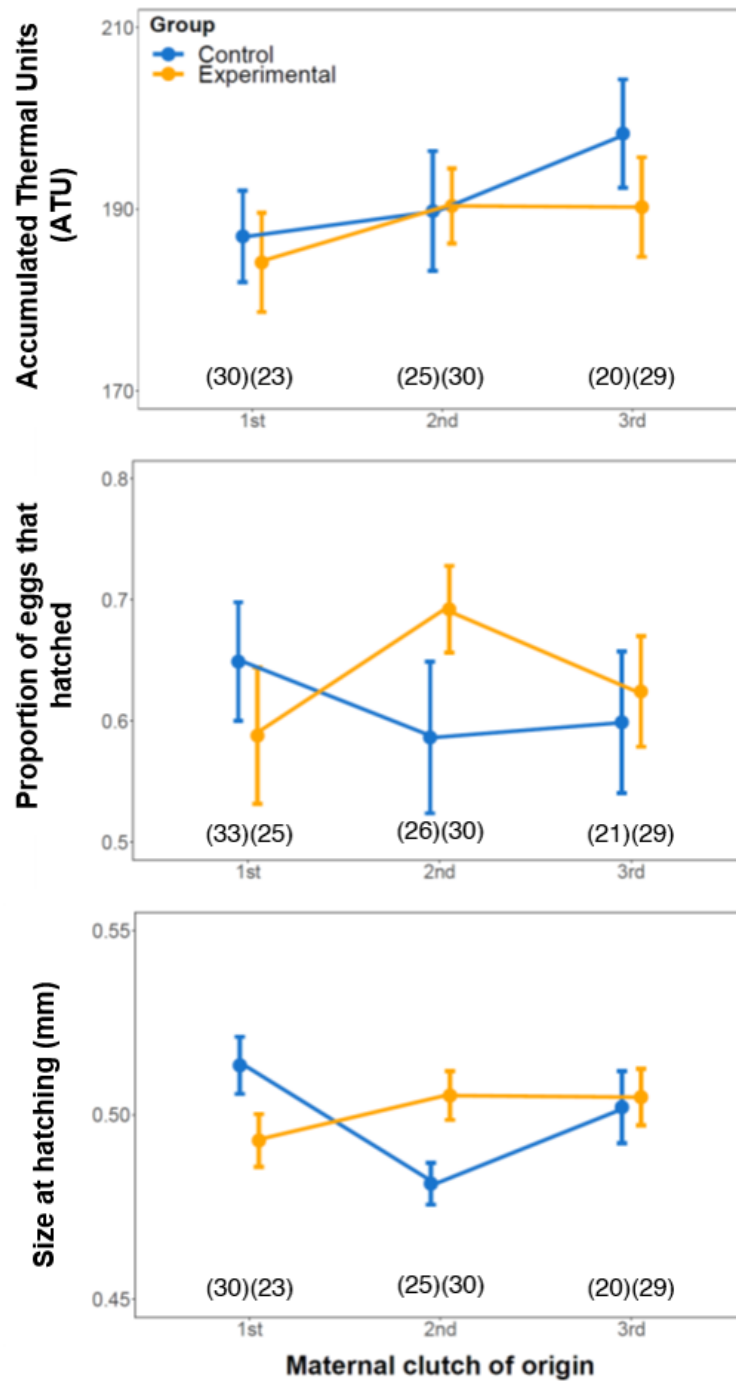 Accumulated Thermal Units
(ATU)
210
190
170
Group
Control
Experimental
(30)(23) (25)(30) (20)(29)
1st 2nd 3rd
Proportion of eggs that
hatched
0.8
0.7
0.6
0.5
(33)(25) (26)(30) (21)(29)
1st 2nd 3rd
Size at hatching (mm)
0.55
0.50
0.45
(30)(23) (25)(30) (20)(29)
1st 2nd 3rd
Maternal clutch of origin